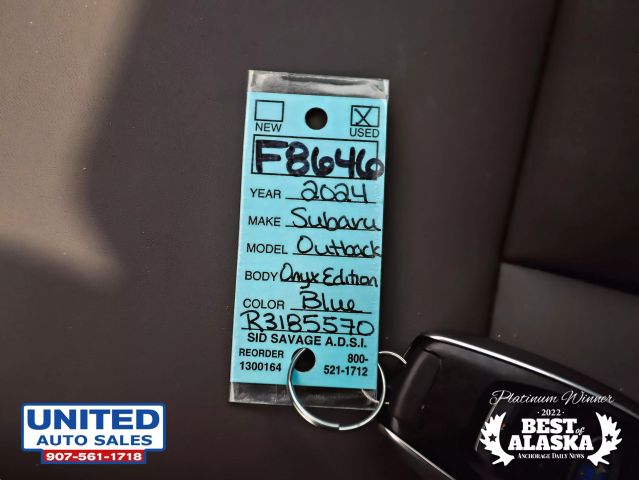 NEW USED
F8646
YEAR 2024
MAKE Subaru
MODEL Outback
BODY Onyx Edition
COLOR Blue
R3185570
SID SAVAGE A.D.S.I.
REORDER 800-
1300164 521-1712
UNITED
AUTO SALES
907-561-1718
Platinum Winner
·2022·
BEST of
ALASKA
ANCHORAGE DAILY NEWS